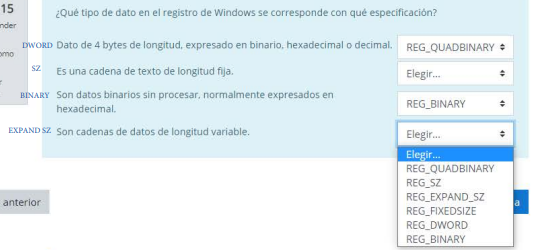 15
¿Qué tipo de dato en el registro de Windows se corresponde con qué especificación?
nder
DWORD Dato de 4 bytes de longitud, expresado en binario, hexadecimal o decimal. REG_QUADBINARY
omo
SZ Es una cadena de texto de longitud fija. Elegir...
BINARY Son datos binarios sin procesar, normalmente expresados en
hexadecimal.
REG_BINARY
EXPAND SZ Son cadenas de datos de longitud variable. Elegir...
Elegir...
REG_QUADBINARY
REG_SZ
REG_EXPAND_SZ
REG_FIXEDSIZE
REG_DWORD
REG_BINARY
anterior
a